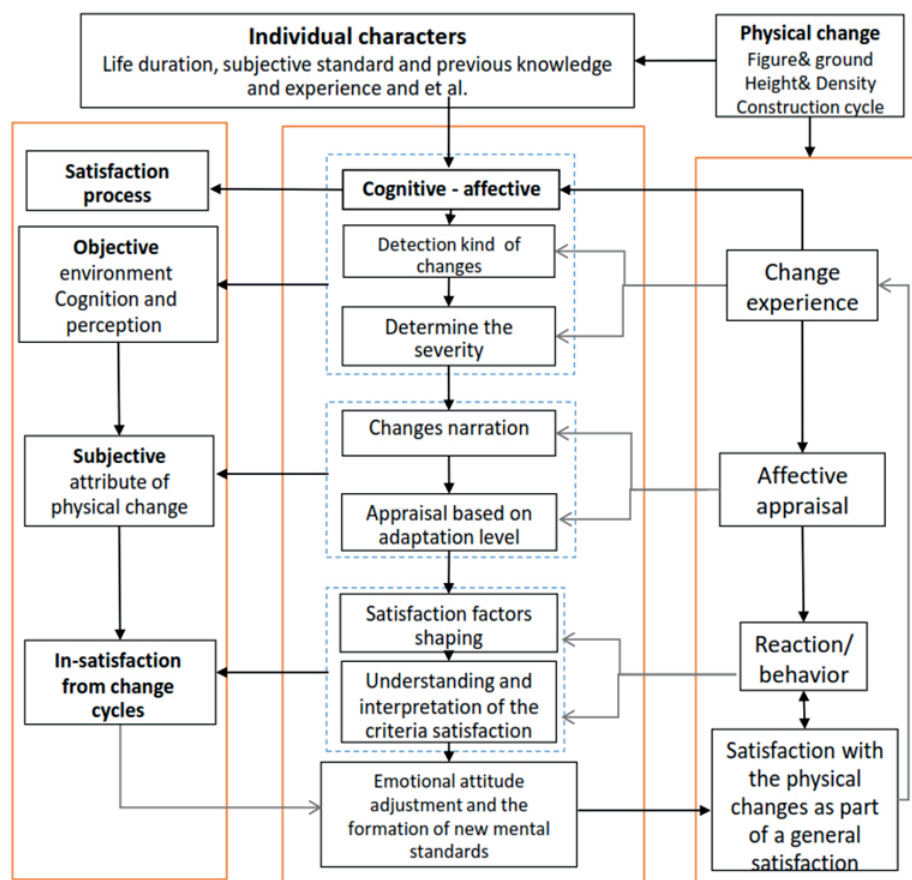 Individual characters
Life duration, subjective standard and previous knowledge
and experience and et al.
Physical change
Figure& ground
Height& Density
Construction cycle
Satisfaction
process
Objective
environment
Cognition and
perception
Subjective
attribute of
physical change
In-satisfaction
from change
cycles
Cognitive - affective
Detection kind of
changes
Determine the
severity
Changes narration
Appraisal based on
adaptation level
Satisfaction factors
shaping
Understanding and
interpretation of the
criteria satisfaction
Emotional attitude
adjustment and the
formation of new mental
standards
Change
experience
Affective
appraisal
Reaction/
behavior
Satisfaction with
the physical
changes as part
of a general
satisfaction